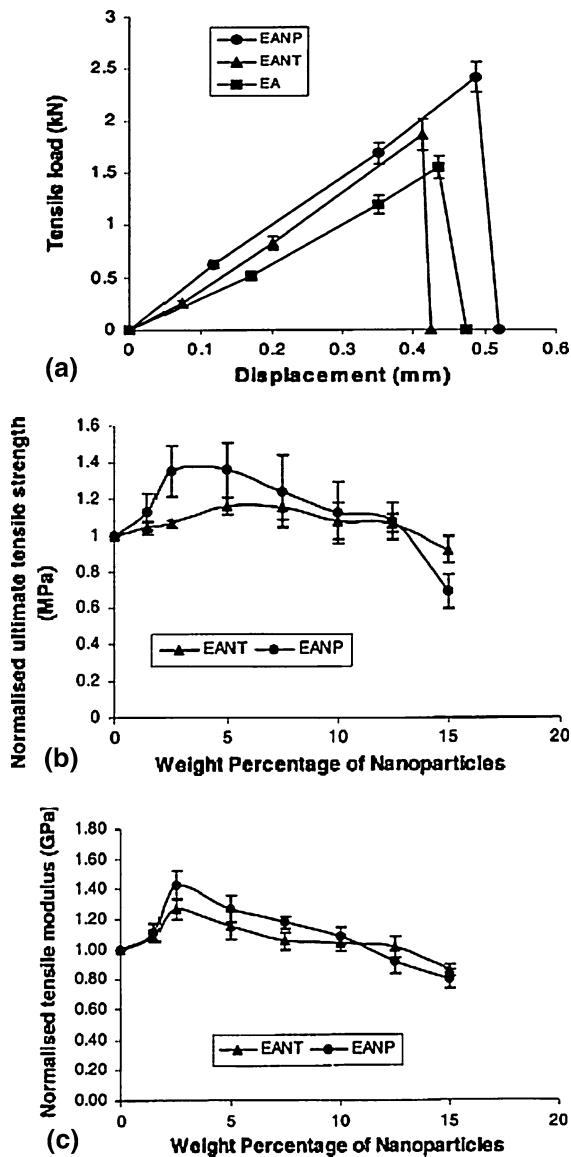 3
2.5
2
1.5
1
0.5
0
EANP
EANT
EA
Tensile load (kN)
0 0.1 0.2 0.3 0.4 0.5 0.6
Displacement (mm)
(a)
1.6
1.4
1.2
1
0.8
0.6
0.4
0.2
0
Normalised ultimate tensile strength
(MPa)
EANT EANP
0 5 10 15 20
Weight Percentage of Nanoparticles
(b)
1.80
1.60
1.40
1.20
1.00
0.80
0.60
0.40
0.20
0.00
Normalised tensile modulus (GPa)
EANT EANP
0 5 10 15 20
Weight Percentage of Nanoparticles
(c)